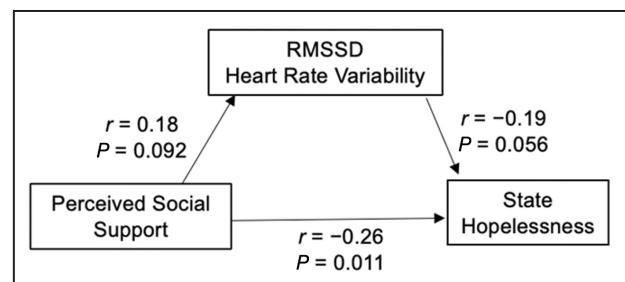 RMSSD
Heart Rate Variability
r = 0.18
P = 0.092
r = −0.19
P = 0.056
Perceived Social
Support
State
Hopelessness
r = −0.26
P = 0.011